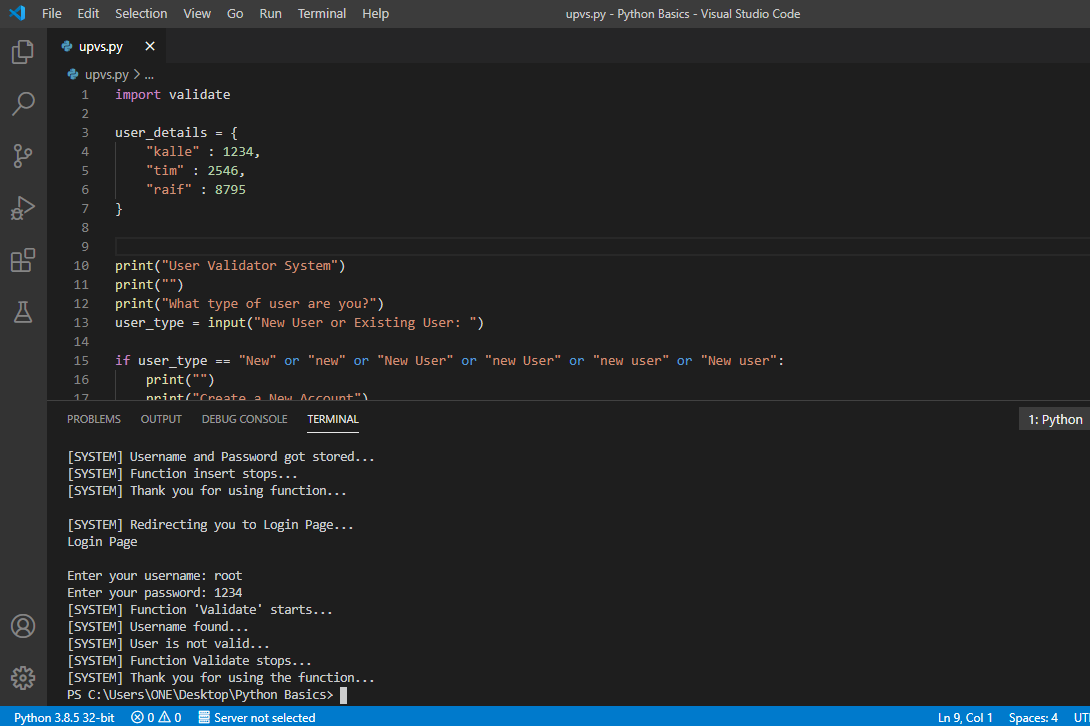 File Edit Selection View Go Run Terminal Help upvs.py - Python Basics - Visual Studio Code
upvs.py ×
upvs.py > ...
1 import validate
2
3 user_details = {
4 "kalle" : 1234,
5 "tim" : 2546,
6 "raif" : 8795
7 }
8
9
10 print("User Validator System")
11 print("")
12 print("What type of user are you?")
13 user_type = input("New User or Existing User: ")
14
15 if user_type == "New" or "new" or "New User" or "new User" or "new user" or "New user":
16 print("")
17 print("Create a New Account")
PROBLEMS OUTPUT DEBUG CONSOLE TERMINAL 1: Python
[SYSTEM] Username and Password got stored...
[SYSTEM] Function insert stops...
[SYSTEM] Thank you for using function...
[SYSTEM] Redirecting you to Login Page...
Login Page
Enter your username: root
Enter your password: 1234
[SYSTEM] Function 'Validate' starts...
[SYSTEM] Username found...
[SYSTEM] User is not valid...
[SYSTEM] Function Validate stops...
[SYSTEM] Thank you for using the function...
PS C:\Users\ONE\Desktop\Python Basics>
Python 3.8.5 32-bit 0 0 Server not selected Ln 9, Col 1 Spaces: 4 UT